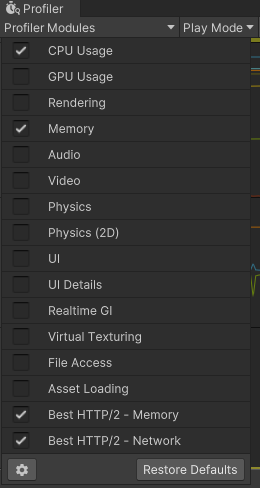 Profiler
Profiler Modules
Play Mode
CPU Usage
GPU Usage
Rendering
Memory
Audio
Video
Physics
Physics (2D)
UI
UI Details
Realtime GI
Virtual Texturing
File Access
Asset Loading
Best HTTP/2 - Memory
Best HTTP/2 - Network
Restore Defaults